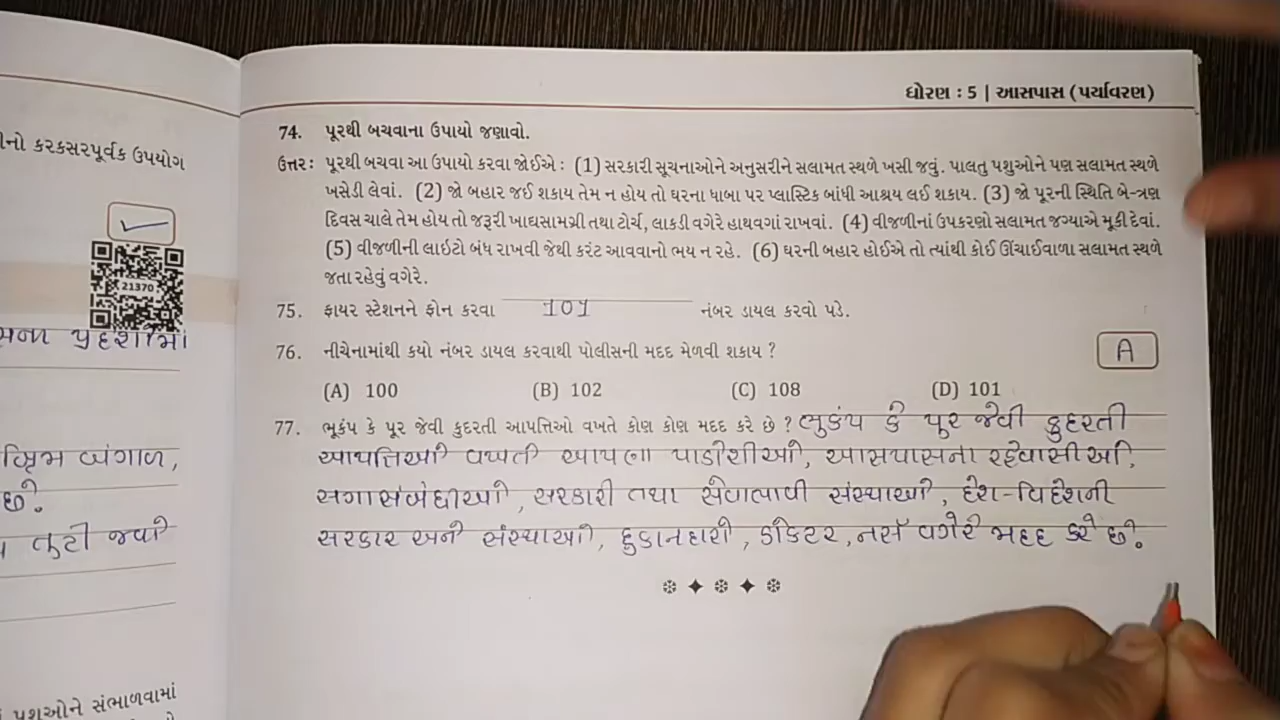 ધોરણ : 5 | આસપાસ (પર્યાવરણ)
નો કરકસરપૂર્વક ઉપયોગ
21370
પ્રદેશોમાં
બંગાળ,
છે.
તુટી જવા
પશુઓને સંભાળવામાં
74. પૂરથી બચવાના ઉપાયો જણાવો.
ઉત્તર: પૂરથી બચવા આ ઉપાયો કરવા જોઈએ : (1) સરકારી સૂચનાઓને અનુસરીને સલામત સ્થળે ખસી જવું. પાલતુ પશુઓને પણ સલામત સ્થળે
ખસેડી લેવાં. (2) જો બહાર જઈ શકાય તેમ ન હોય તો ઘરના ધાબા પર પ્લાસ્ટિક બાંધી આશ્રય લઈ શકાય. (3) જો પૂરની સ્થિતિ બે-ત્રણ
દિવસ ચાલે તેમ હોય તો જરૂરી ખાદ્યસામગ્રી તથા ટોર્ચ, લાકડી વગેરે હાથવગાં રાખવાં. (4) વીજળીનાં ઉપકરણો સલામત જગ્યાએ મૂકી દેવાં.
(5) વીજળીની લાઇટો બંધ રાખવી જેથી કરંટ આવવાનો ભય ન રહે. (6) ઘરની બહાર હોઈએ તો ત્યાંથી કોઈ ઊંચાઈવાળા સલામત સ્થળે
જતા રહેવું વગેરે.
75. ફાયર સ્ટેશનને ફોન કરવા 101 નંબર ડાયલ કરવો પડે.
76. નીચેનામાંથી કયો નંબર ડાયલ કરવાથી પોલીસની મદદ મેળવી શકાય ? A
(A) 100 (B) 102 (C) 108 (D) 101
77. ભૂકંપ કે પૂર જેવી કુદરતી આપત્તિઓ વખતે કોણ કોણ મદદ કરે છે ? ભુકંપ કે પુર જેવી કુદરતી
આપત્તિઓ વખતે આપણા પાડોશીઓ, આસપાસના રહેવાસીઓ,
સગાસંબંધીઓ, સરકારી તથા સેવાભાવી સંસ્થાઓ, દેશ-વિદેશની
સરકાર અને સંસ્થાઓ, દુકાનદારો, ડોક્ટર, નર્સ વગેરે મદદ કરે છે.